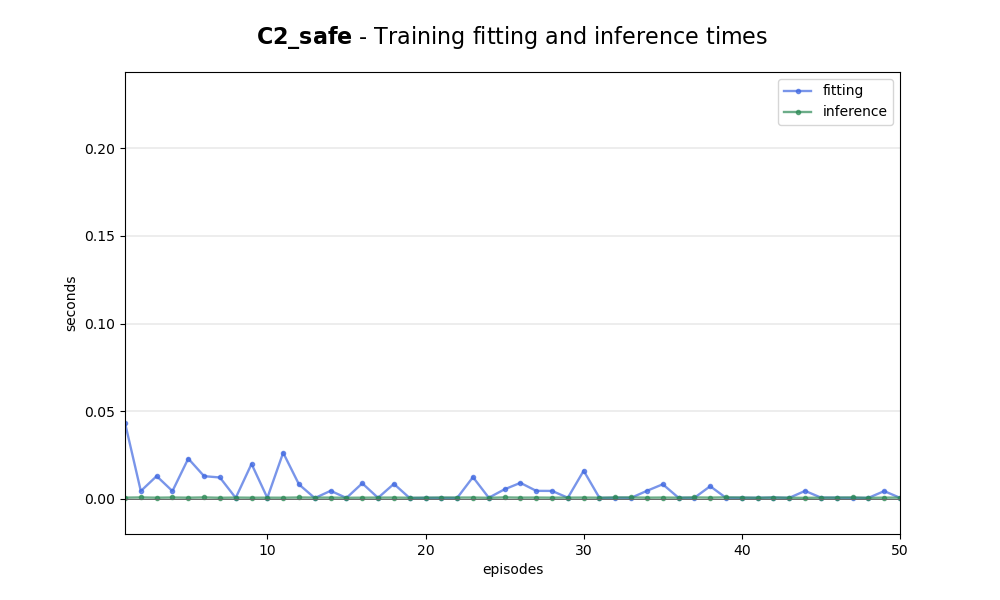 C2_safe - Training fitting and inference times
fitting
inference
0.20
0.15
0.10
0.05
0.00
seconds
10
20
30
40
50
episodes